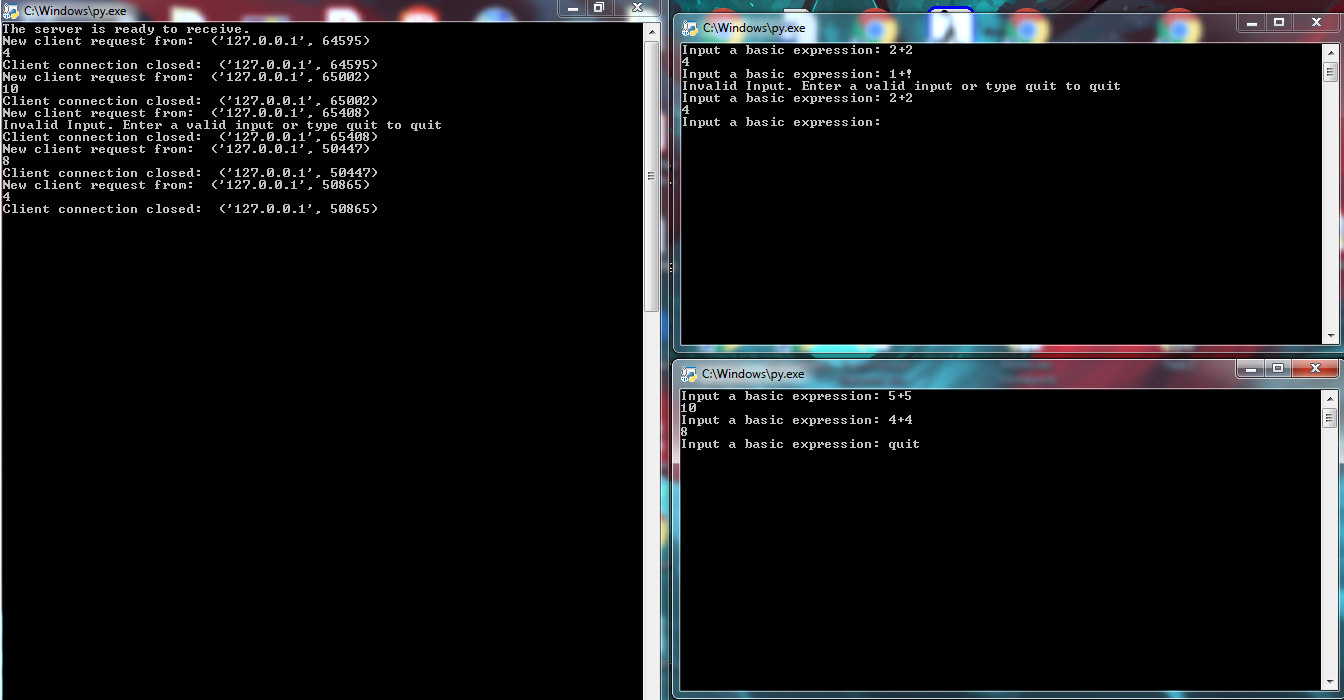 C:\Windows\py.exe
The server is ready to receive.
New client request from:  ('127.0.0.1', 64595)
4
Client connection closed:  ('127.0.0.1', 64595)
New client request from:  ('127.0.0.1', 65002)
10
Client connection closed:  ('127.0.0.1', 65002)
New client request from:  ('127.0.0.1', 65408)
Invalid Input. Enter a valid input or type quit to quit
Client connection closed:  ('127.0.0.1', 65408)
New client request from:  ('127.0.0.1', 50447)
8
Client connection closed:  ('127.0.0.1', 50447)
New client request from:  ('127.0.0.1', 50865)
4
Client connection closed:  ('127.0.0.1', 50865)
C:\Windows\py.exe
Input a basic expression: 2+2
4
Input a basic expression: 1+!
Invalid Input. Enter a valid input or type quit to quit
Input a basic expression: 2+2
4
Input a basic expression:
C:\Windows\py.exe
Input a basic expression: 5+5
10
Input a basic expression: 4+4
8
Input a basic expression: quit